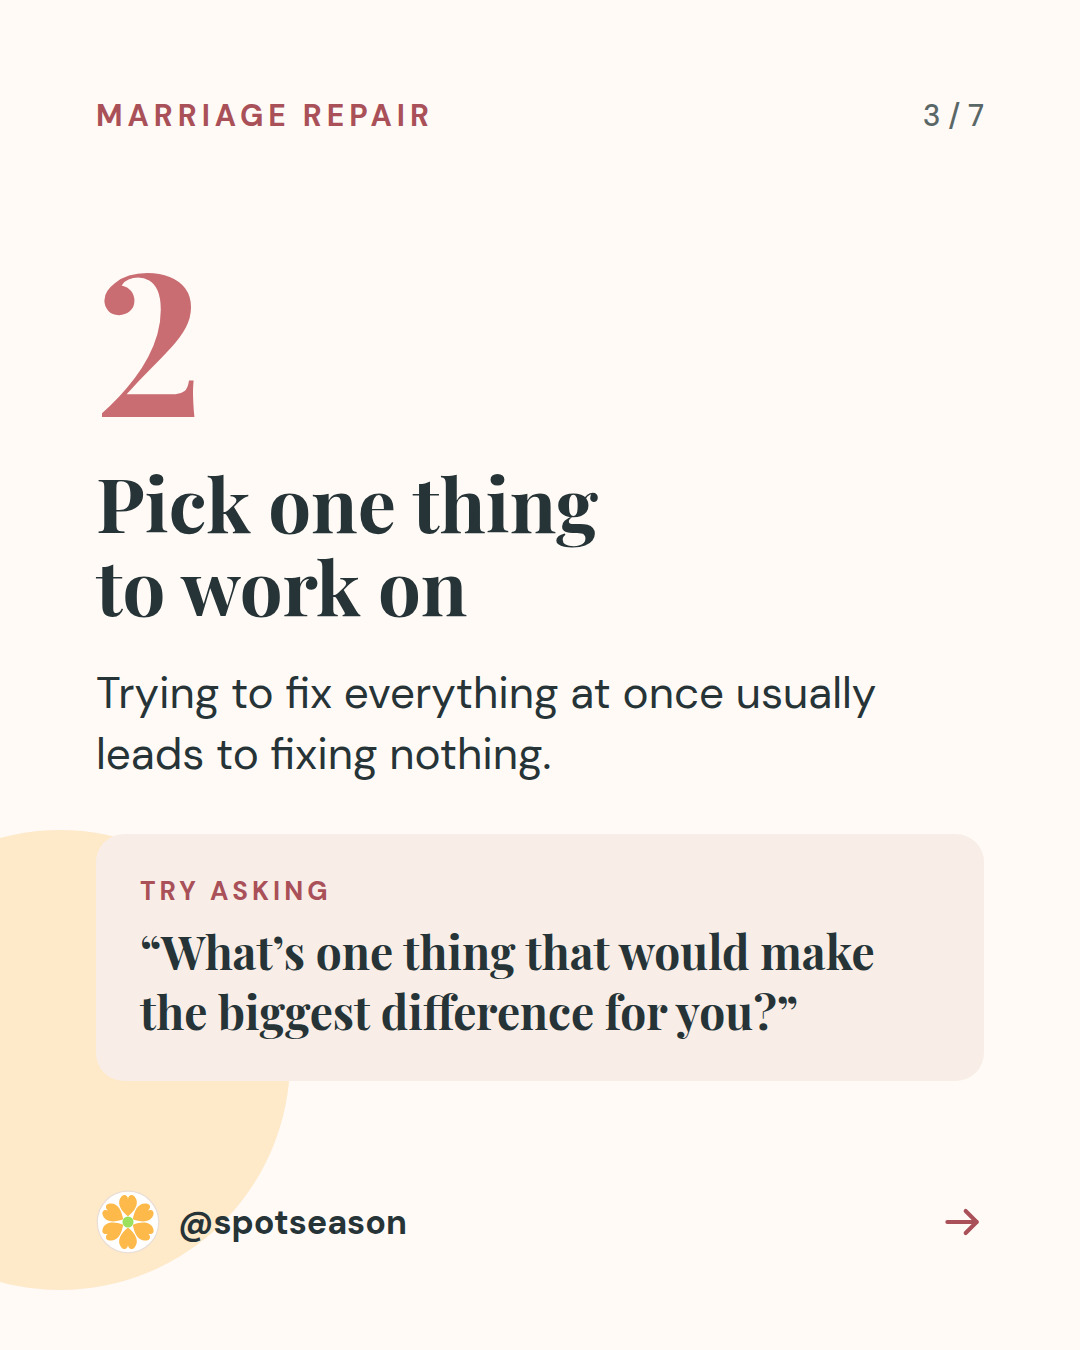 MARRIAGE REPAIR
3 / 7
2
Pick one thing
to work on
Trying to fix everything at once usually
leads to fixing nothing.
TRY ASKING
“What’s one thing that would make
the biggest difference for you?”
@spotseason